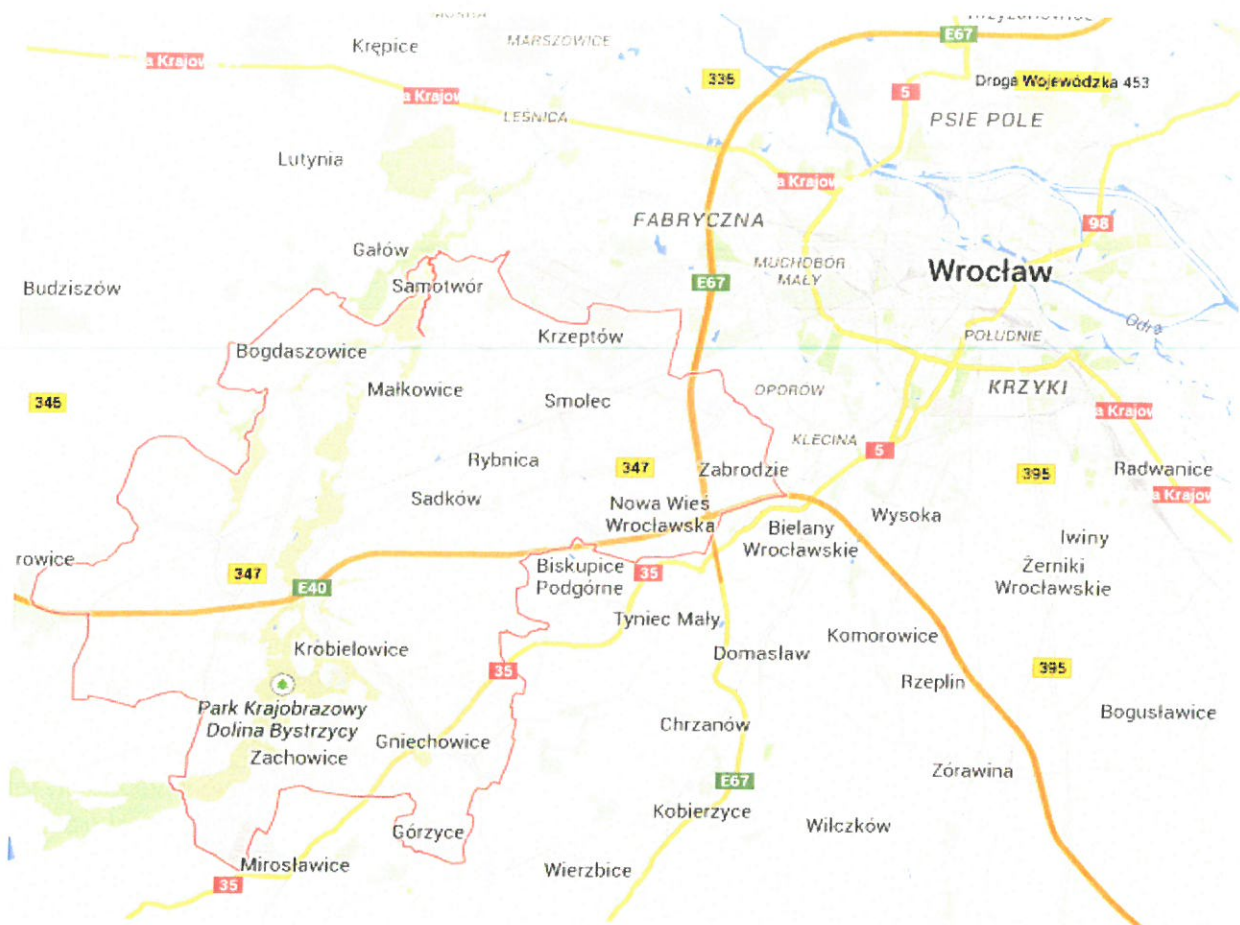 Krępice
MARSZOWICE
E67
a Krajow
336
Droga Wojewódzka 453
a Krajow
5
LEŚNICA
PSIE POLE
Lutynia
a Krajow
FABRYCZNA
98
Gałów
MUCHOBÓR
MAŁY
Wrocław
Budziszów
Samotwór
E67
Odra
Krzeptów
POŁUDNIE
Bogdaszowice
Małkowice
OPORÓW
KRZYKI
346
Smolec
a Krajow
KLECINA
5
Rybnica
347
Zabrodzie
395
Radwanice
Sadków
a Krajow
Nowa Wieś
Wrocławska
Wysoka
Bielany
Wrocławskie
Iwiny
rowice
347
E40
Biskupice
Podgórne
35
Żerniki
Wrocławskie
Tyniec Mały
Komorowice
Krobielowice
Domasław
35
395
Rzeplin
Park Krajobrazowy
Dolina Bystrzycy
Chrzanów
Bogusławice
Gniechowice
Zachowice
Zórawina
E67
Kobierzyce
Wilczków
Górzyce
Mirosławice
Wierzbice
35